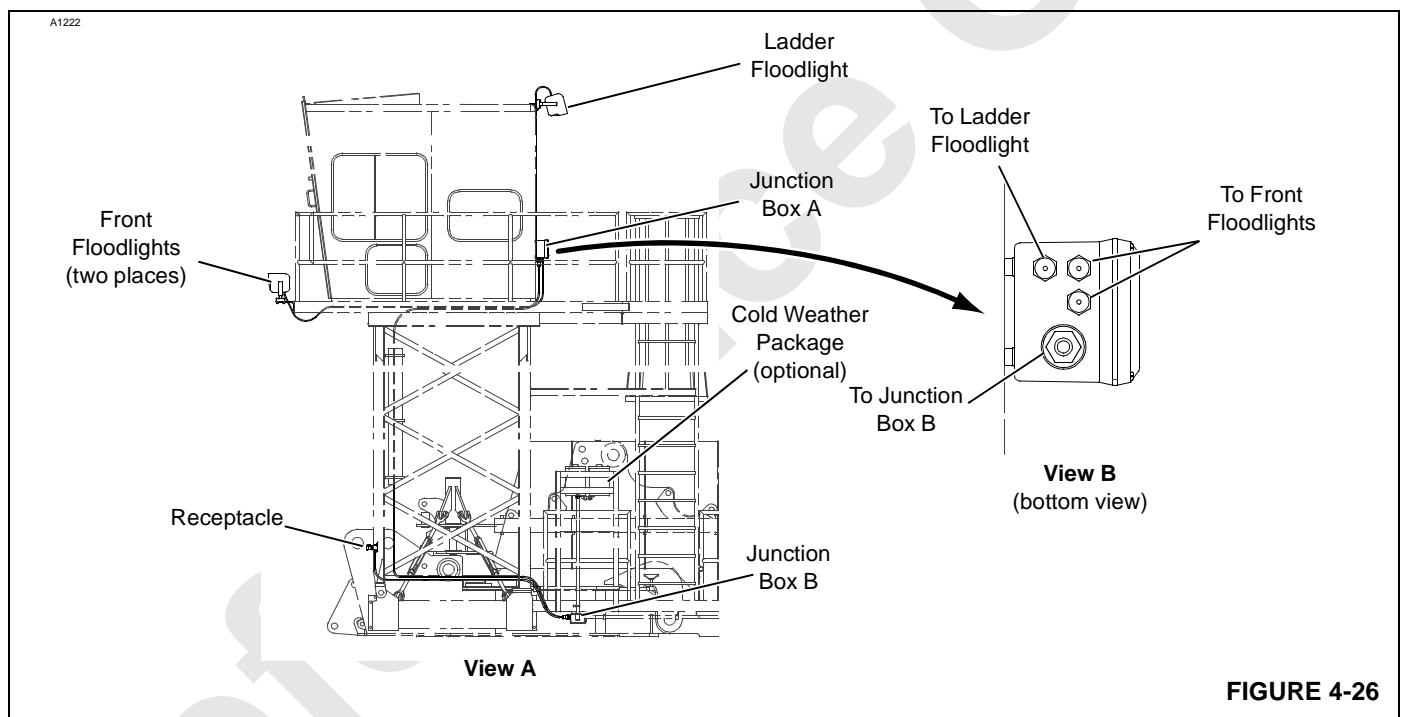 A1222
Ladder
Floodlight
To Ladder
Floodlight
Junction
Box A
To Front
Floodlights
Front
Floodlights
(two places)
Cold Weather
Package
(optional)
To Junction
Box B
View B
(bottom view)
Receptacle
Junction
Box B
View A
FIGURE 4-26